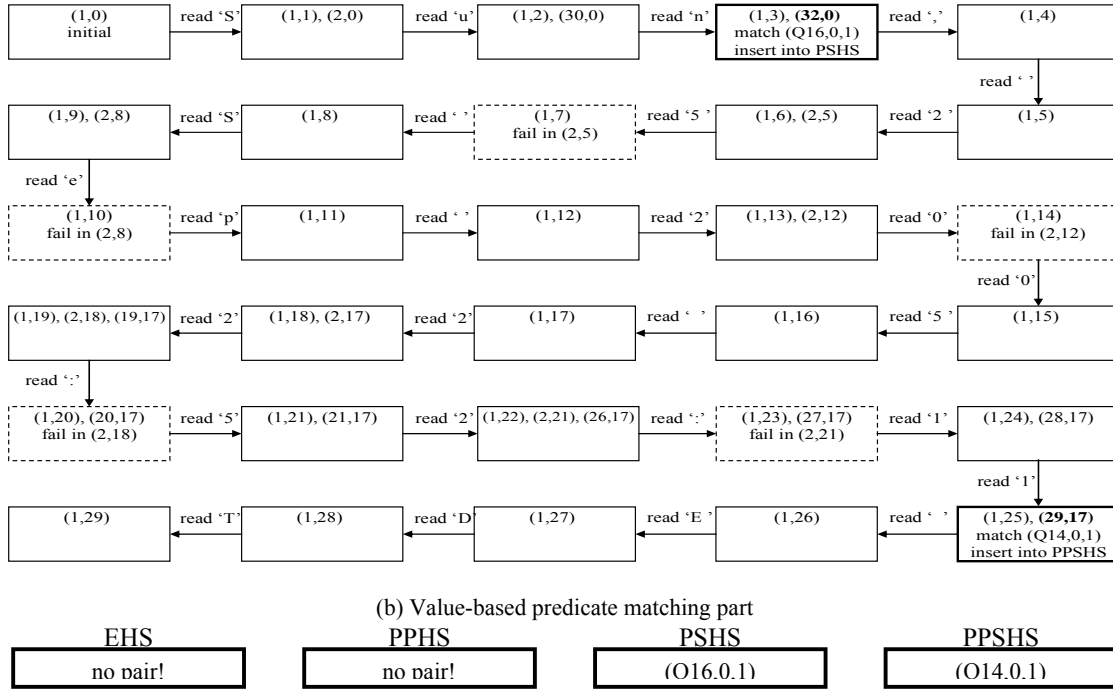 (1,0)
initial
read ‘S’
(1,1), (2,0)
read ‘u’
(1,2), (30,0)
read ‘n’
(1,3), (32,0)
match (Q16,0,1)
insert into PSHS
read ‘,’
(1,4)
read ‘ ’
(1,9), (2,8)
read ‘S’
(1,8)
read ‘ ’
(1,7)
fail in (2,5)
read ‘5 ’
(1,6), (2,5)
read ‘2 ’
(1,5)
read ‘e’
(1,10)
fail in (2,8)
read ‘p’
(1,11)
read ‘ ’
(1,12)
read ‘2’
(1,13), (2,12)
read ‘0’
(1,14)
fail in (2,12)
read ‘0’
(1,19), (2,18), (19,17)
read ‘2’
(1,18), (2,17)
read ‘2’
(1,17)
read ‘ ’
(1,16)
read ‘5 ’
(1,15)
read ‘:’
(1,20), (20,17)
fail in (2,18)
read ‘5’
(1,21), (21,17)
read ‘2’
(1,22), (2,21), (26,17)
read ‘:’
(1,23), (27,17)
fail in (2,21)
read ‘1’
(1,24), (28,17)
read ‘1’
(1,29)
read ‘T’
(1,28)
read ‘D’
(1,27)
read ‘E ’
(1,26)
read ‘ ’
(1,25), (29,17)
match (Q14,0,1)
insert into PPSHS
(b) Value-based predicate matching part
EHS
PPHS
PSHS
PPSHS
no pair!
no pair!
(Q16,0,1)
(Q14,0,1)